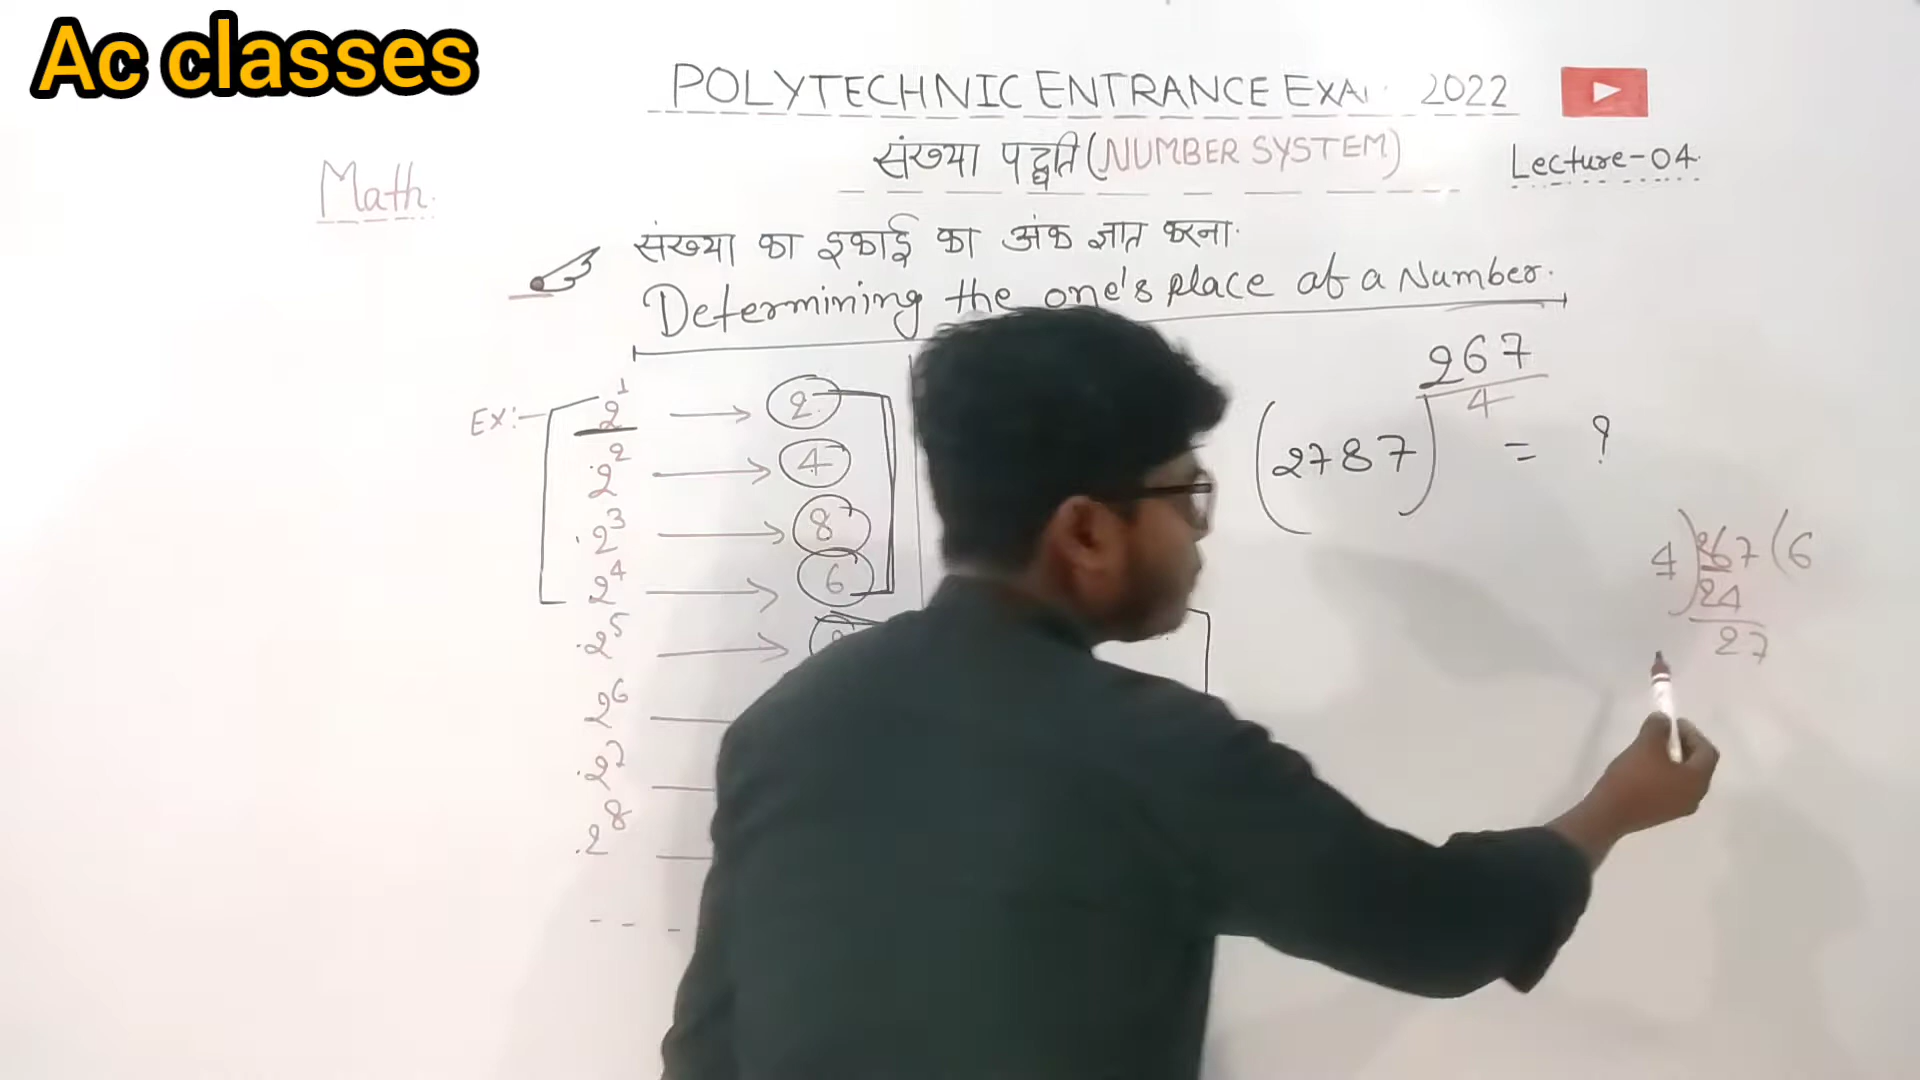 Ac classes
POLYTECHNIC ENTRANCE EXA 2022
संख्या पद्धति (NUMBER SYSTEM)
Lecture-04.
Math.
संख्या का इकाई का अंक ज्ञात करना.
Determining the one's place of a Number.
Ex:- 2¹ → 2
2² → 4
2³ → 8
2⁴ → 6
2⁵ →
2⁶
2⁷
2⁸
(2787)^267/4 = ?
4)267(6
24
27